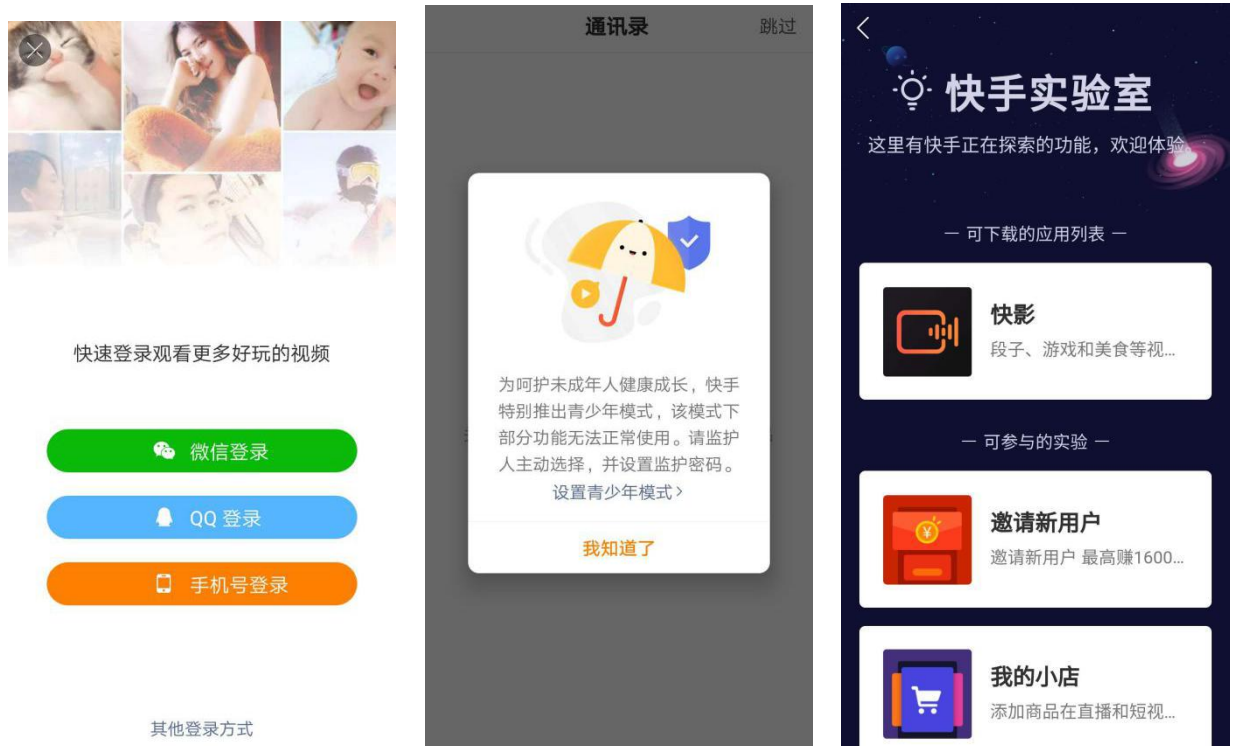 快速登录观看更多好玩的视频
微信登录
QQ 登录
手机号登录
其他登录方式
通讯录
跳过
为呵护未成年人健康成长，快手
特别推出青少年模式，该模式下
部分功能无法正常使用。请监护
人主动选择，并设置监护密码。
设置青少年模式>
我知道了
快手实验室
这里有快手正在探索的功能，欢迎体验。
— 可下载的应用列表 —
快影
段子、游戏和美食等视...
— 可参与的实验 —
邀请新用户
邀请新用户 最高赚1600...
我的小店
添加商品在直播和短视...